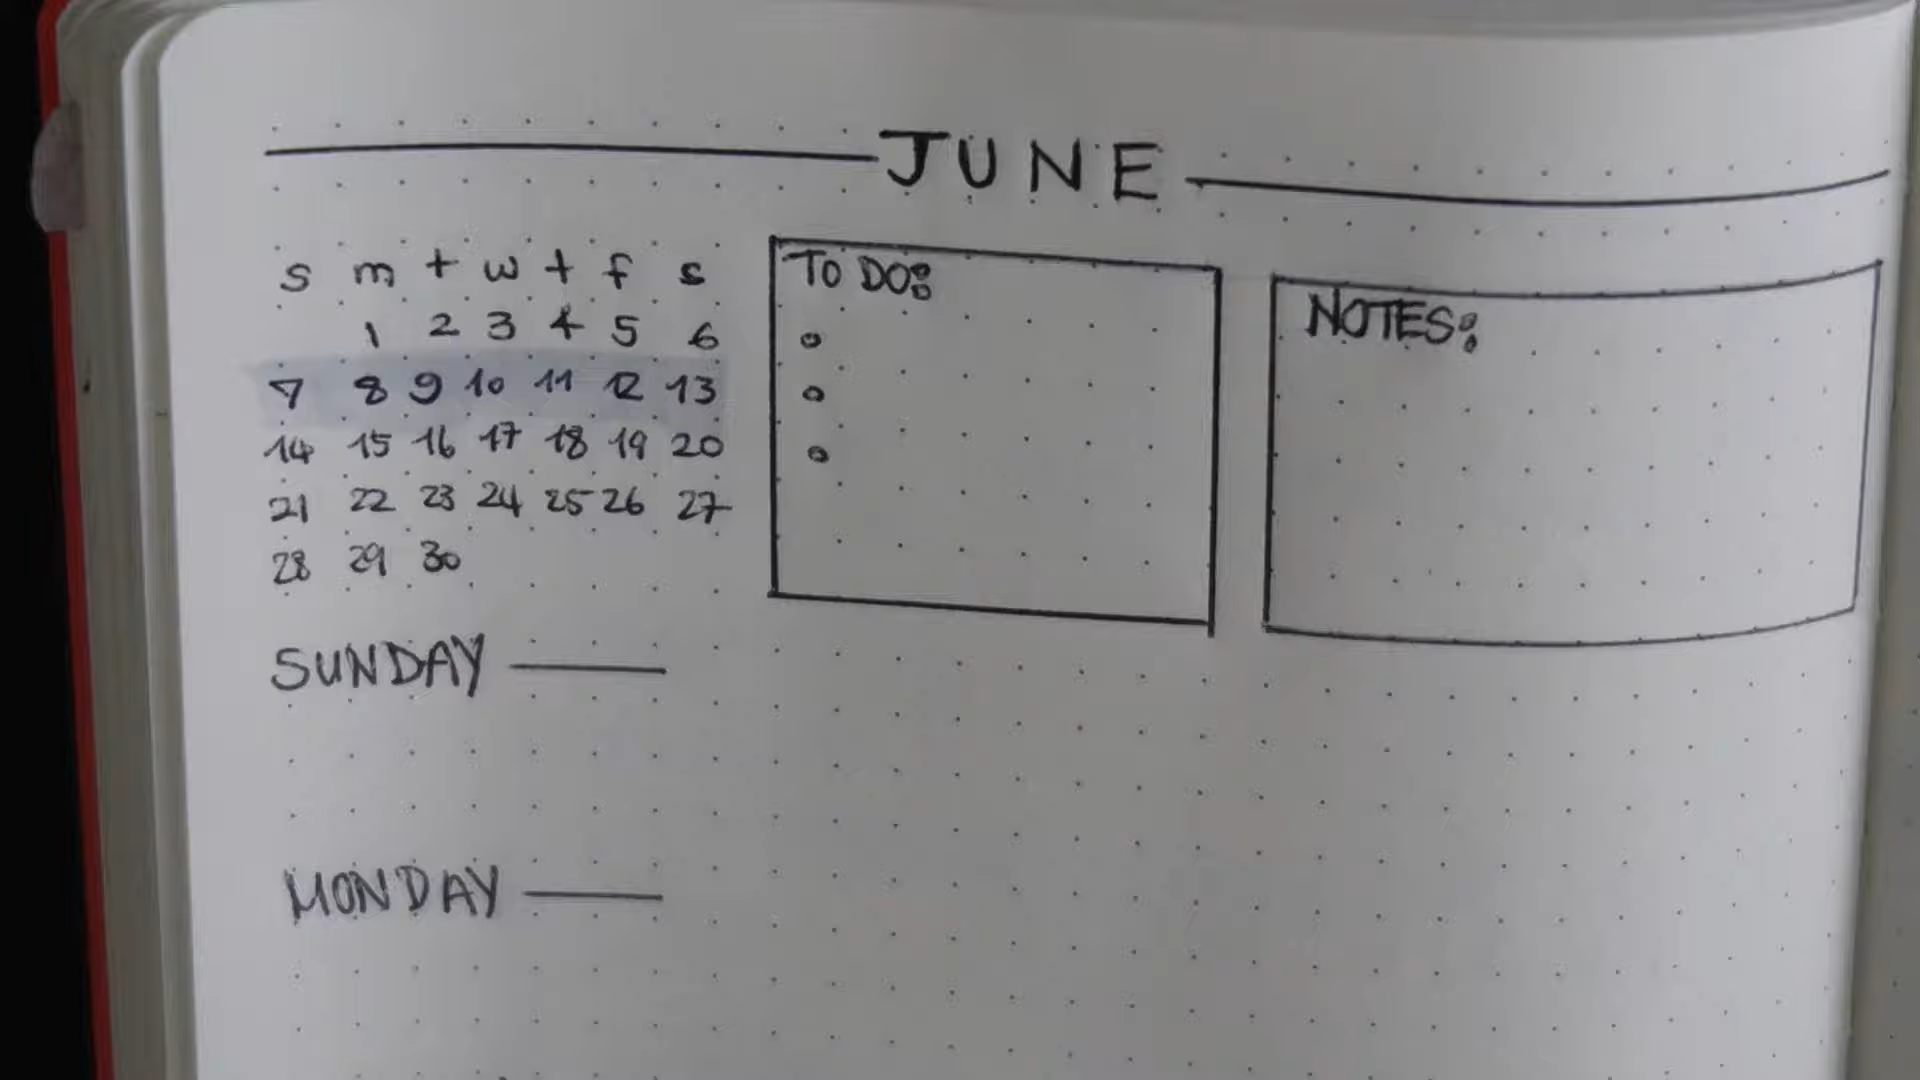 JUNE
s m t w t f s
1 2 3 4 5 6
7 8 9 10 11 12 13
14 15 16 17 18 19 20
21 22 23 24 25 26 27
28 29 30
TO DO:
NOTES:
SUNDAY
MONDAY